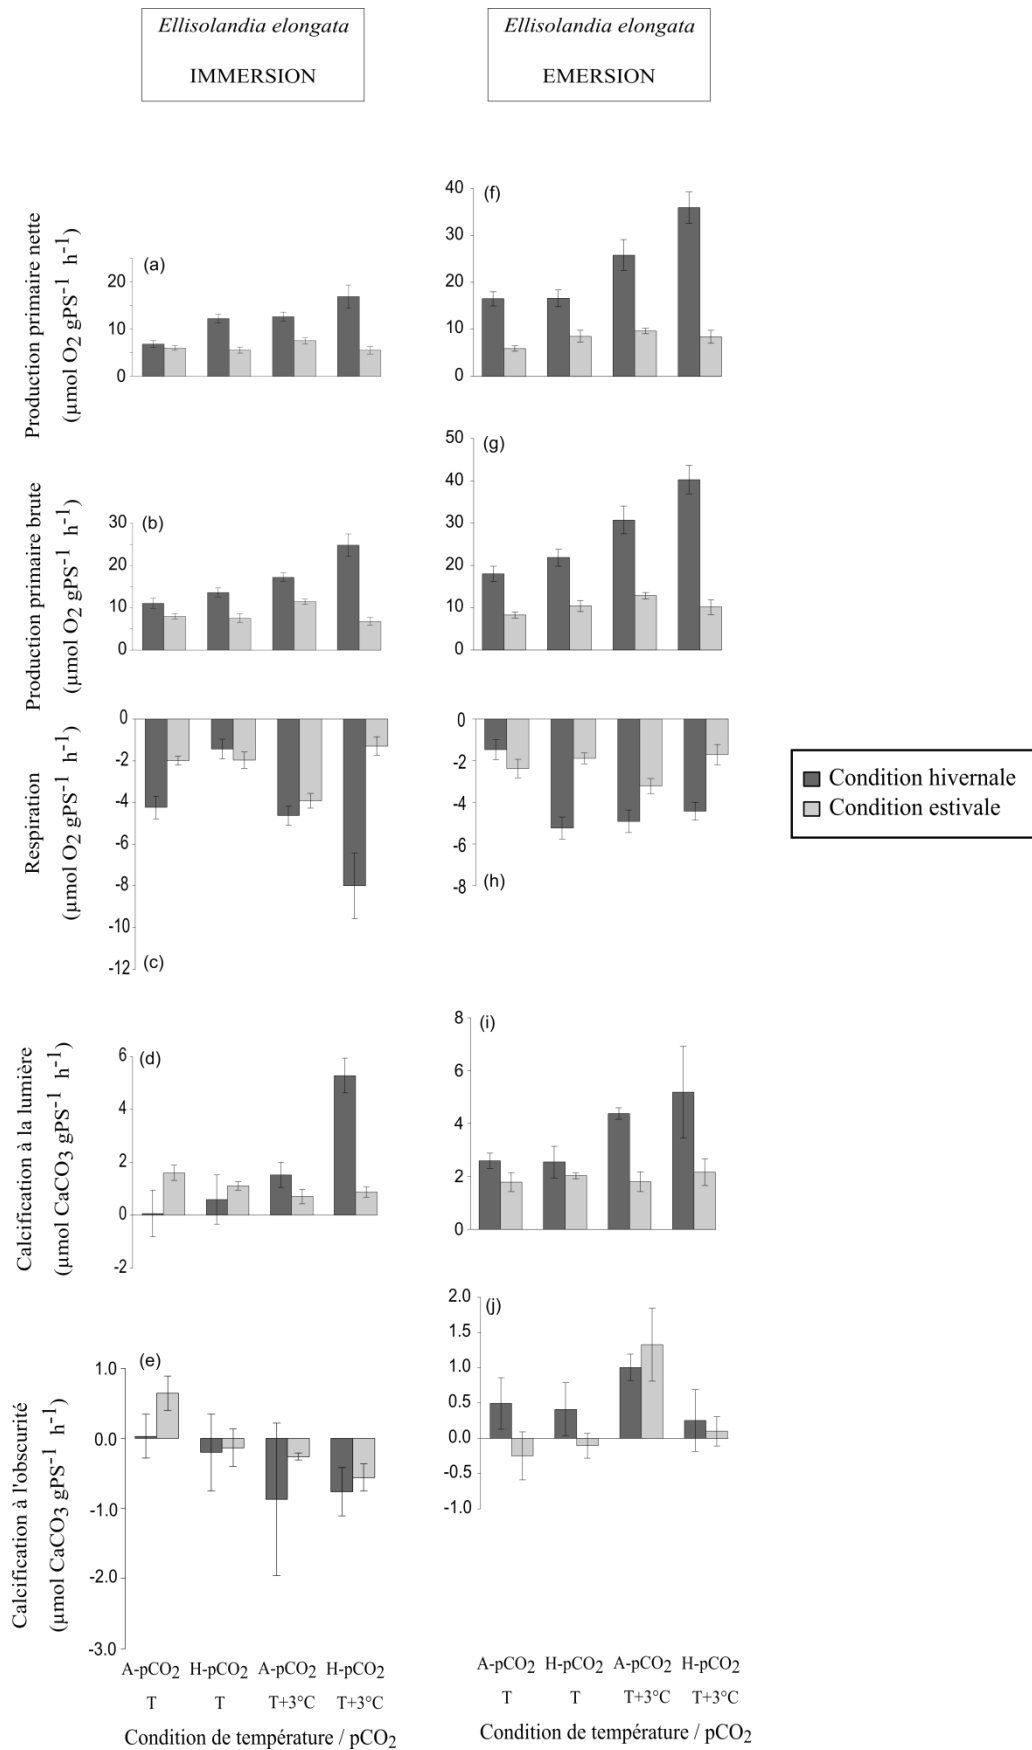 Ellisolandia elongata
IMMERSION
Ellisolandia elongata
EMERSION
Production primaire nette
(µmol O2 gPS-1 h-1)
(a)
20
10
0
(f)
40
30
20
10
0
Production primaire brute
(µmol O2 gPS-1 h-1)
(b)
30
20
10
0
(g)
50
40
30
20
10
0
Respiration
(µmol O2 gPS-1 h-1)
0
-2
-4
-6
-8
-10
-12
(c)
0
-2
-4
-6
-8
(h)
Condition hivernale
Condition estivale
Calcification à la lumière
(µmol CaCO3 gPS-1 h-1)
(d)
6
4
2
0
-2
(i)
8
6
4
2
0
Calcification à l'obscurité
(µmol CaCO3 gPS-1 h-1)
(e)
1.0
0.0
-1.0
-2.0
-3.0
(j)
2.0
1.5
1.0
0.5
0.0
-0.5
-1.0
A-pCO2 H-pCO2 A-pCO2 H-pCO2
T T T+3°C T+3°C
Condition de température / pCO2
A-pCO2 H-pCO2 A-pCO2 H-pCO2
T T T+3°C T+3°C
Condition de température / pCO2